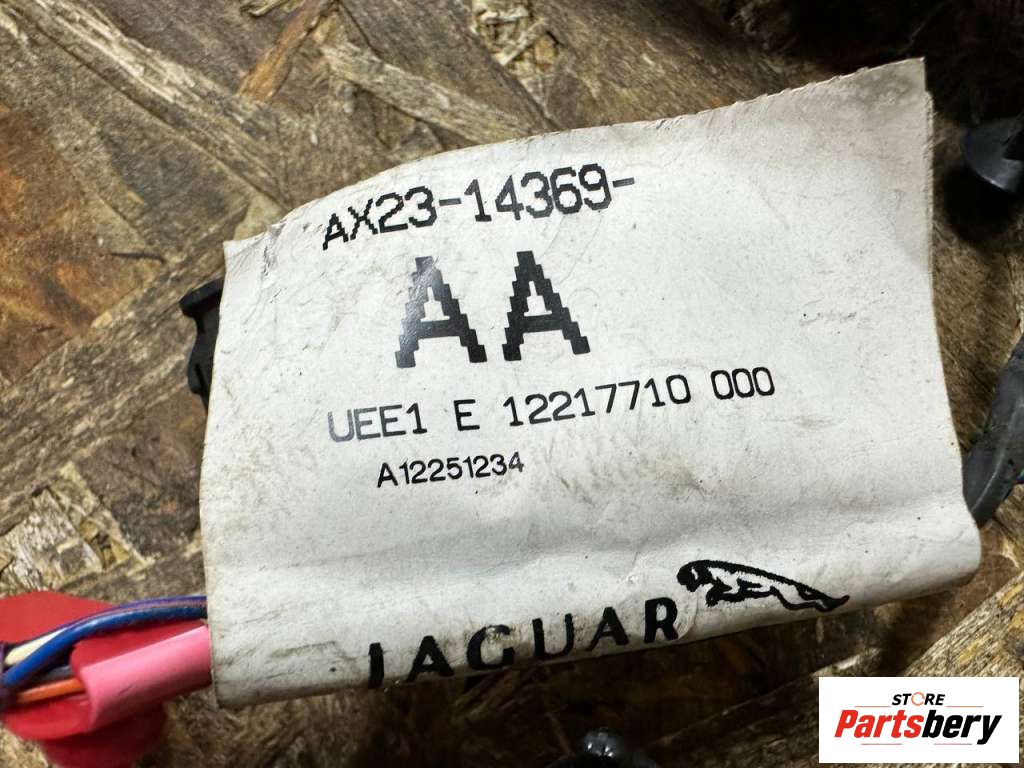 AX23-14369-
AA
UEE1 E 12217710 000
A12251234
JAGUAR
STORE
Partsbery